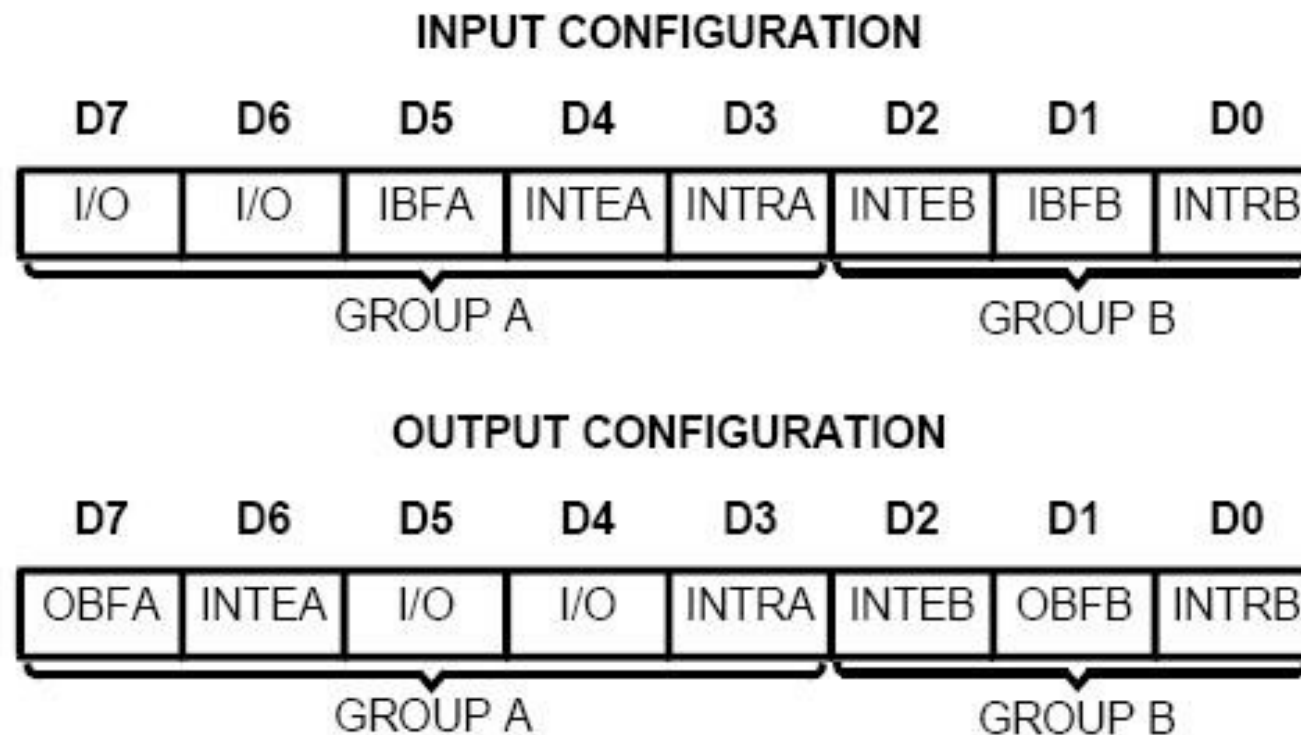 INPUT CONFIGURATION
D7 D6 D5 D4 D3 D2 D1 D0
I/O I/O IBFA INTEA INTRA INTEB IBFB INTRB
GROUP A GROUP B
OUTPUT CONFIGURATION
D7 D6 D5 D4 D3 D2 D1 D0
OBFA INTEA I/O I/O INTRA INTEB OBFB INTRB
GROUP A GROUP B